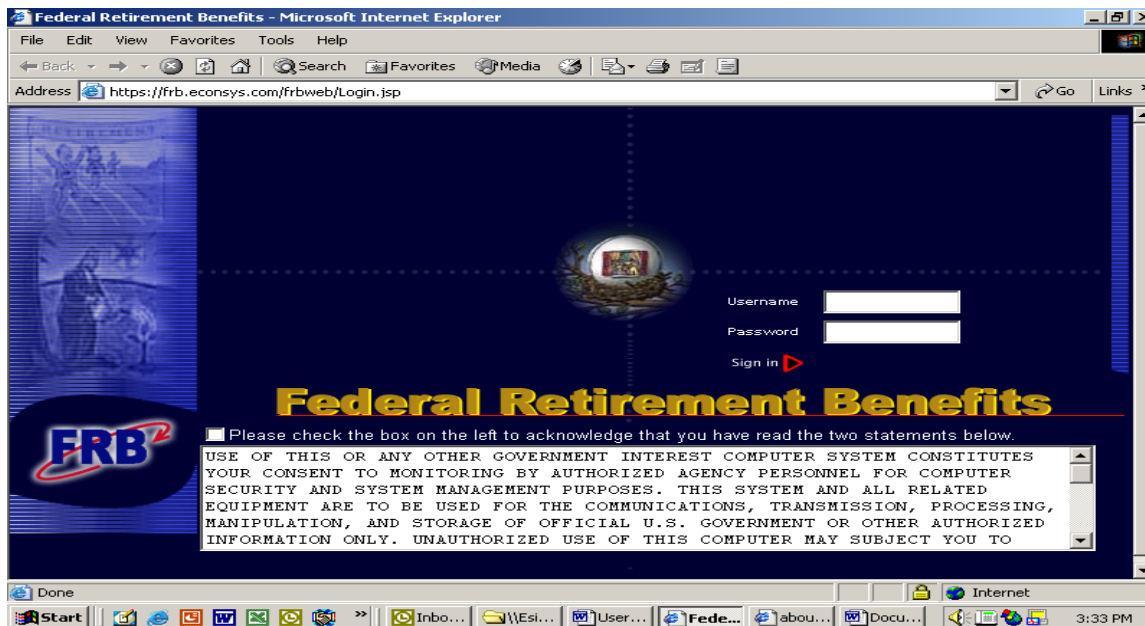 Federal Retirement Benefits - Microsoft Internet Explorer
File Edit View Favorites Tools Help
Back Search Favorites Media
Address https://frb.econsys.com/frbweb/Login.jsp Go Links
RETIREMENT
Username
Password
Sign in
Federal Retirement Benefits
FRB
Please check the box on the left to acknowledge that you have read the two statements below.
USE OF THIS OR ANY OTHER GOVERNMENT INTEREST COMPUTER SYSTEM CONSTITUTES
YOUR CONSENT TO MONITORING BY AUTHORIZED AGENCY PERSONNEL FOR COMPUTER
SECURITY AND SYSTEM MANAGEMENT PURPOSES. THIS SYSTEM AND ALL RELATED
EQUIPMENT ARE TO BE USED FOR THE COMMUNICATIONS, TRANSMISSION, PROCESSING,
MANIPULATION, AND STORAGE OF OFFICIAL U.S. GOVERNMENT OR OTHER AUTHORIZED
INFORMATION ONLY. UNAUTHORIZED USE OF THIS COMPUTER MAY SUBJECT YOU TO
Done Internet
Start » Inbo... \\Esi... User... Fede... abou... Docu... 3:33 PM